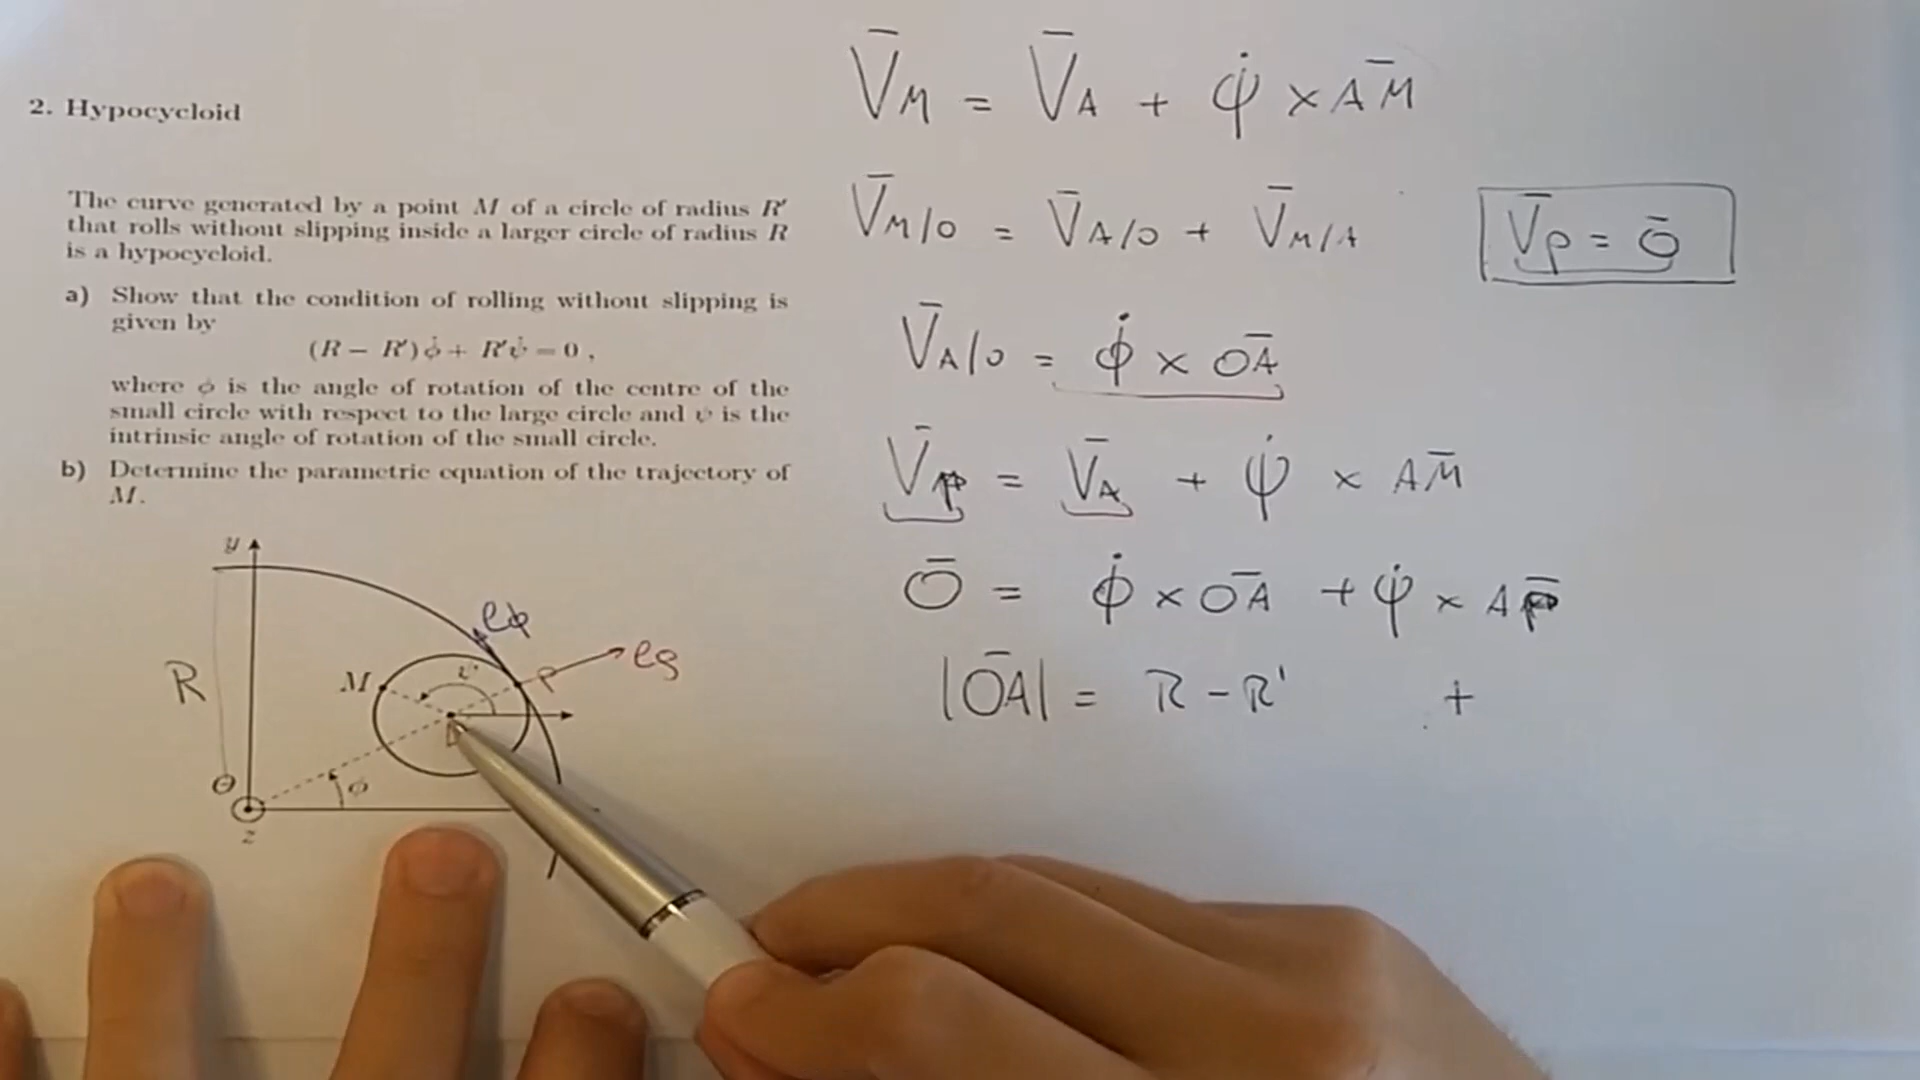 2. Hypocycloid
The curve generated by a point M of a circle of radius R′
that rolls without slipping inside a larger circle of radius R
is a hypocycloid.
a) Show that the condition of rolling without slipping is
given by
(R − R′)ϕ̇ + R′ψ̇ = 0 ,
where ϕ is the angle of rotation of the centre of the
small circle with respect to the large circle and ψ is the
intrinsic angle of rotation of the small circle.
b) Determine the parametric equation of the trajectory of
M.
y
eϕ
eρ
R
M
ψ
P
A
O
ϕ
z
V̄M = V̄A + ψ̇ × AM̄
V̄M/O = V̄A/O + V̄M/A
V̄P = Ō
V̄A/O = ϕ̇ × OĀ
V̄P = V̄A + ψ̇ × AM̄
Ō = ϕ̇ × OĀ + ψ̇ × AP̄
|OĀ| = R − R' +